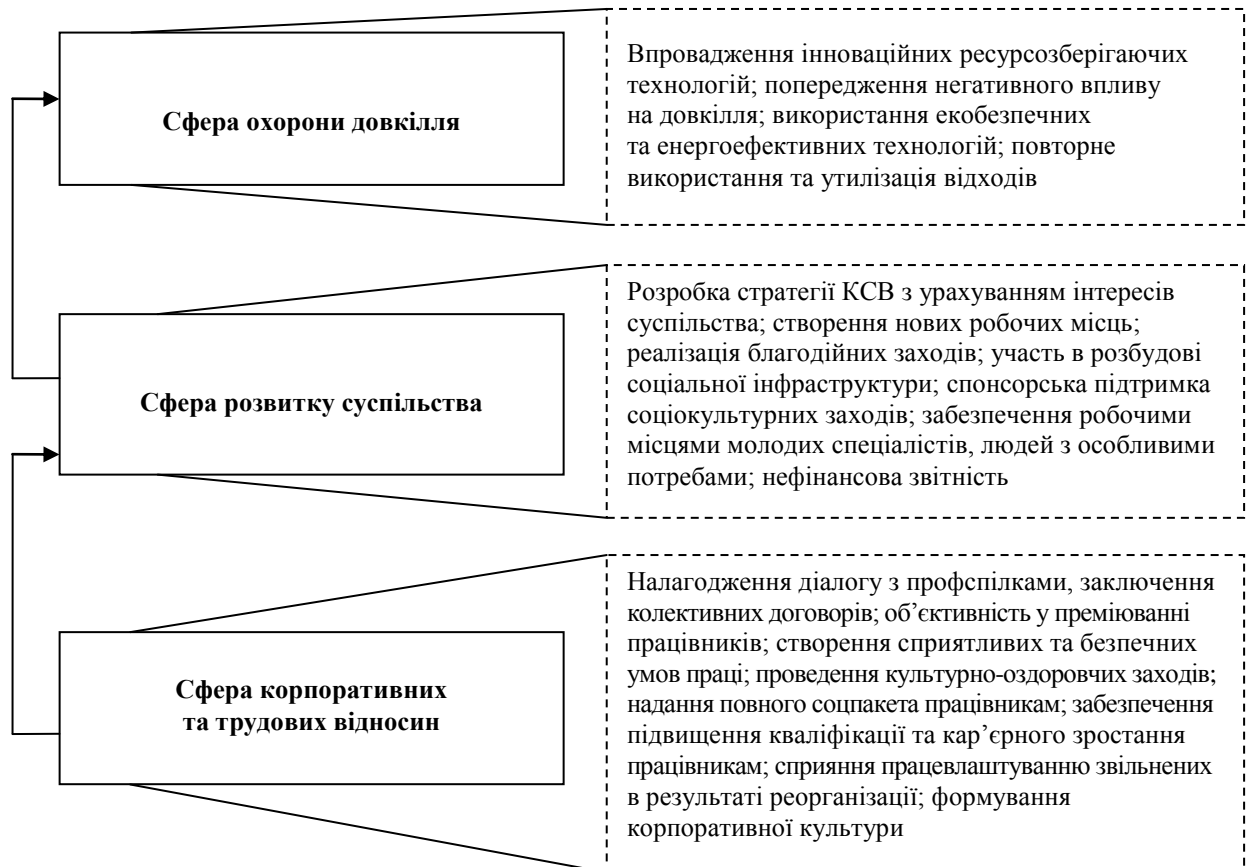 Сфера охорони довкілля
Впровадження інноваційних ресурсозберігаючих
технологій; попередження негативного впливу
на довкілля; використання екобезпечних
та енергоефективних технологій; повторне
використання та утилізація відходів
Сфера розвитку суспільства
Розробка стратегії КСВ з урахуванням інтересів
суспільства; створення нових робочих місць;
реалізація благодійних заходів; участь в розбудові
соціальної інфраструктури; спонсорська підтримка
соціокультурних заходів; забезпечення робочими
місцями молодих спеціалістів, людей з особливими
потребами; нефінансова звітність
Сфера корпоративних
та трудових відносин
Налагодження діалогу з профспілками, заключення
колективних договорів; об’єктивність у преміюванні
працівників; створення сприятливих та безпечних
умов праці; проведення культурно-оздоровчих заходів;
надання повного соцпакета працівникам; забезпечення
підвищення кваліфікації та кар’єрного зростання
працівникам; сприяння працевлаштуванню звільнених
в результаті реорганізації; формування
корпоративної культури